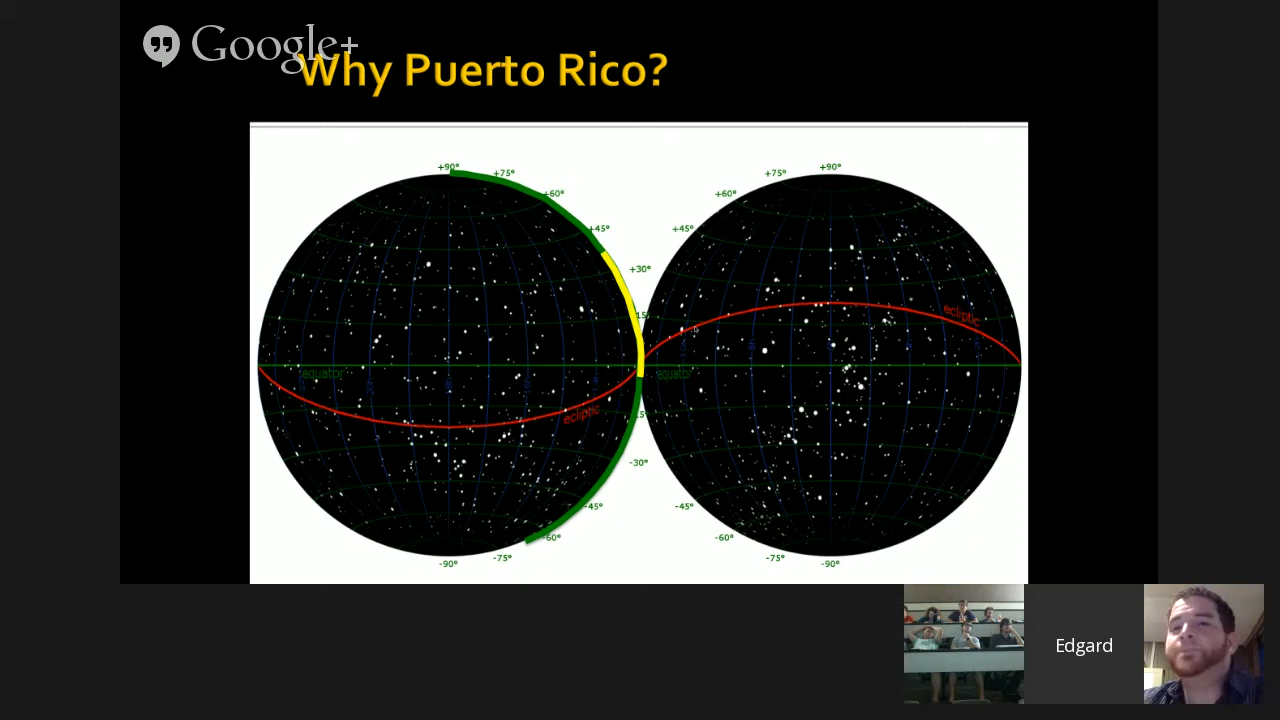 Google+
Why Puerto Rico?
+90°
+75°
+60°
+45°
+30°
15
equator
ecliptic
15°
-30°
-45°
-60°
-75°
-90°
+90°
+75°
+60°
+45°
ecliptic
equator
-45°
-60°
-75°
-90°
Edgard